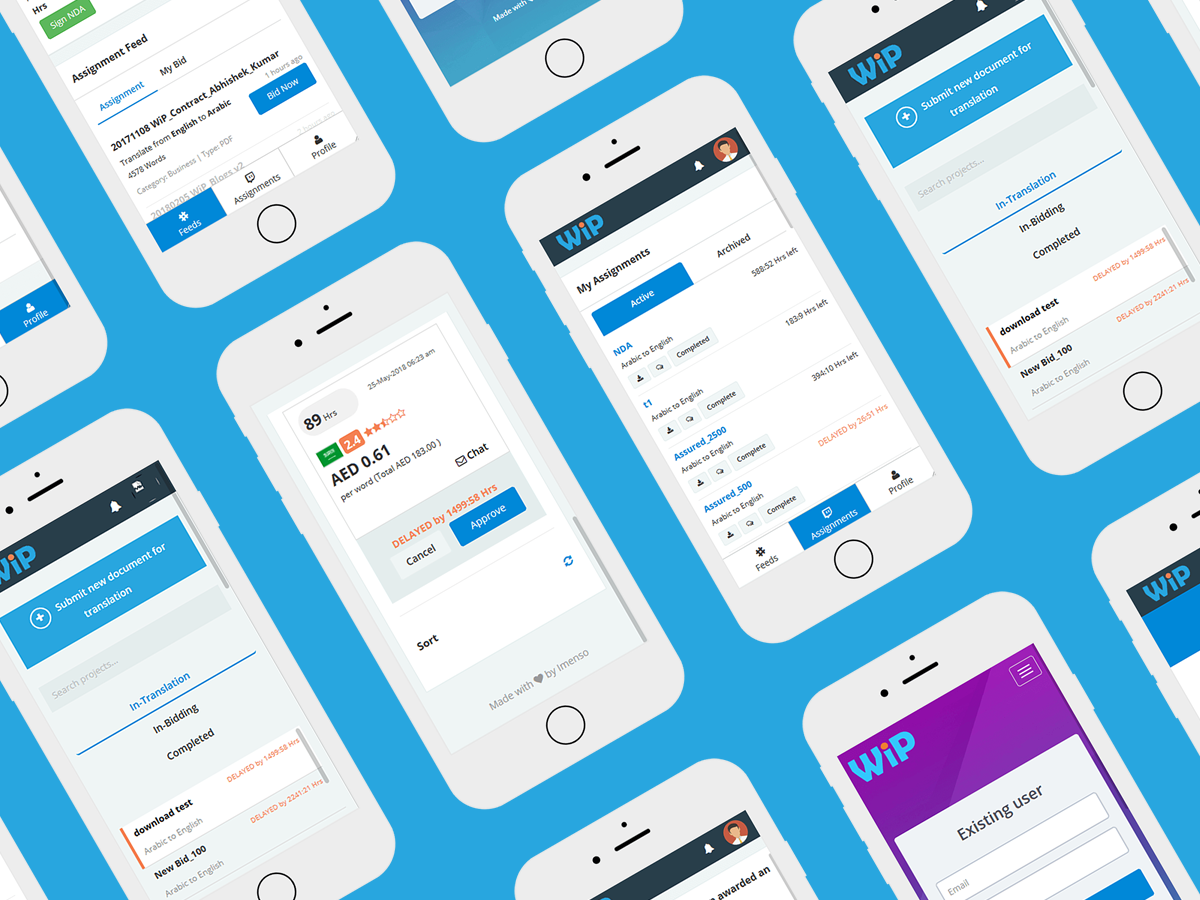 Hrs
Sign NDA
Assignment Feed
Assignment
My Bid
20171108 WiP_Contract_Abhishek_Kumar
1 hours ago
Translate from English to Arabic
4578 Words
Bid Now
Category: Business | Type: PDF
20180205 WiP_Blogs v2
Feeds
Assignments
Profile
Made with
WiP
Submit new document for
translation
Search projects...
In-Translation
In-Bidding
Completed
DELAYED by 1499:58 Hrs
download test
Arabic to English
DELAYED by 2241:21 Hrs
New Bid_100
Arabic to English
WiP
My Assignments
Active
Archived
588:52 Hrs left
NDA
Arabic to English
Completed
183:9 Hrs left
t1
Arabic to English
Complete
394:10 Hrs left
Assured_2500
Arabic to English
Complete
DELAYED by 26:51 Hrs
Assured_500
Arabic to English
Complete
Feeds
Assignments
Profile
Profile
25-May,2018 06:23 am
89 Hrs
2.4
AED 0.61
per word (Total AED 183.00 )
Chat
DELAYED by 1499:58 Hrs
Cancel
Approve
Sort
Made with by Imenso
WiP
Submit new document for
translation
Search projects...
In-Translation
In-Bidding
Completed
DELAYED by 1499:58 Hrs
download test
Arabic to English
DELAYED by 2241:21 Hrs
New Bid_100
Arabic to English
WiP
WiP
Existing user
Email
awarded an